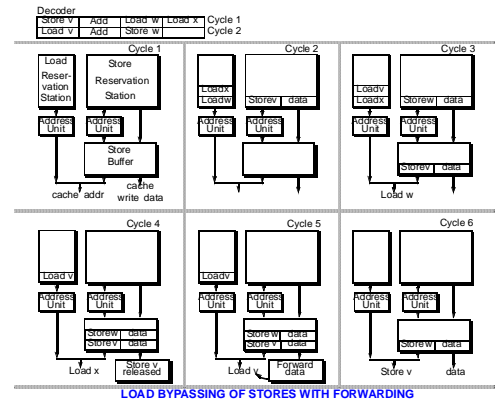 Decoder
Store v Add Load w Load x Cycle 1
Load v Add Store w Cycle 2
Cycle 1
Load
Reser-
vation
Station
Store
Reservation
Station
Address
Unit
Address
Unit
Store
Buffer
cache addr
cache
write data
Cycle 2
Loadx
Loadw
Storev data
Address
Unit
Address
Unit
Cycle 3
Loadv
Loadx
Storew data
Address
Unit
Address
Unit
Storev data
Load w
Cycle 4
Load v
Address
Unit
Address
Unit
Storew data
Storev data
Load x
Store v
released
Cycle 5
Loadv
Address
Unit
Address
Unit
Storew data
Store v data
Load v
Forward
data
Cycle 6
Address
Unit
Address
Unit
Storew data
Store v data
LOAD BYPASSING OF STORES WITH FORWARDING